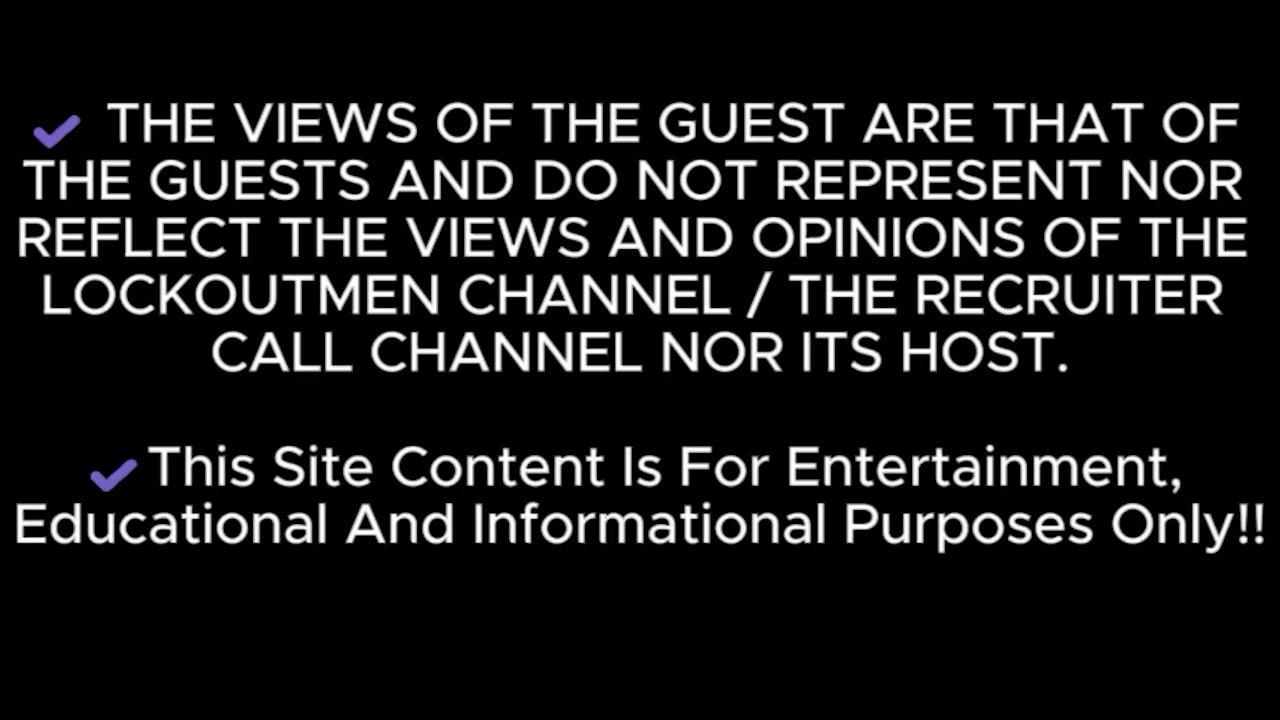 ✔ THE VIEWS OF THE GUEST ARE THAT OF
THE GUESTS AND DO NOT REPRESENT NOR
REFLECT THE VIEWS AND OPINIONS OF THE
LOCKOUTMEN CHANNEL / THE RECRUITER
CALL CHANNEL NOR ITS HOST.
✔ This Site Content Is For Entertainment,
Educational And Informational Purposes Only!!